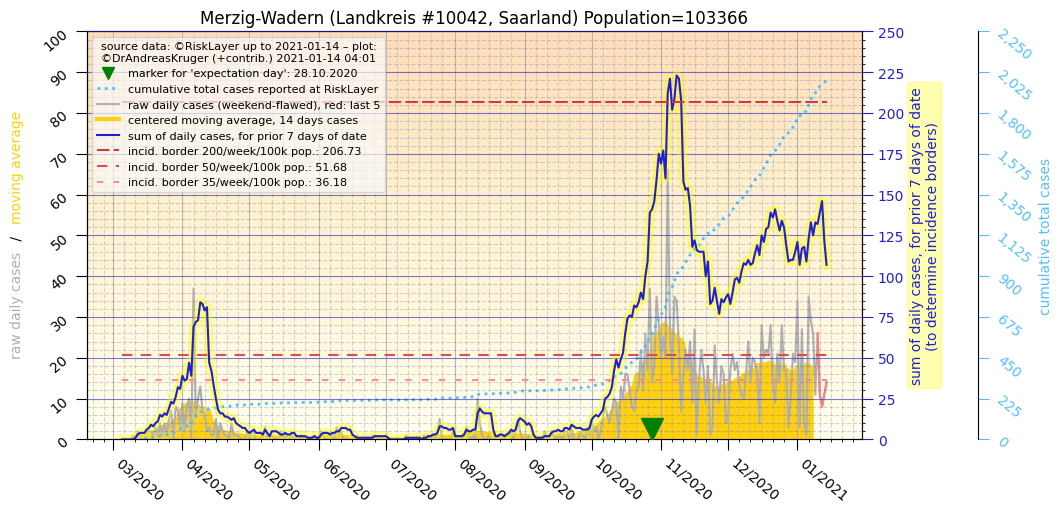 Merzig-Wadern (Landkreis #10042, Saarland) Population=103366
source data: ©RiskLayer up to 2021-01-14 – plot:
©DrAndreasKruger (+contrib.) 2021-01-14 04:01
marker for 'expectation day': 28.10.2020
cumulative total cases reported at RiskLayer
raw daily cases (weekend-flawed), red: last 5
centered moving average, 14 days cases
sum of daily cases, for prior 7 days of date
incid. border 200/week/100k pop.: 206.73
incid. border 50/week/100k pop.: 51.68
incid. border 35/week/100k pop.: 36.18
raw daily cases / moving average
100
90
80
70
60
50
40
30
20
10
0
03/2020
04/2020
05/2020
06/2020
07/2020
08/2020
09/2020
10/2020
11/2020
12/2020
01/2021
250
225
200
175
150
125
100
75
50
25
0
sum of daily cases, for prior 7 days of date
(to determine incidence borders)
2,250
2,025
1,800
1,575
1,350
1,125
900
675
450
225
0
cumulative total cases